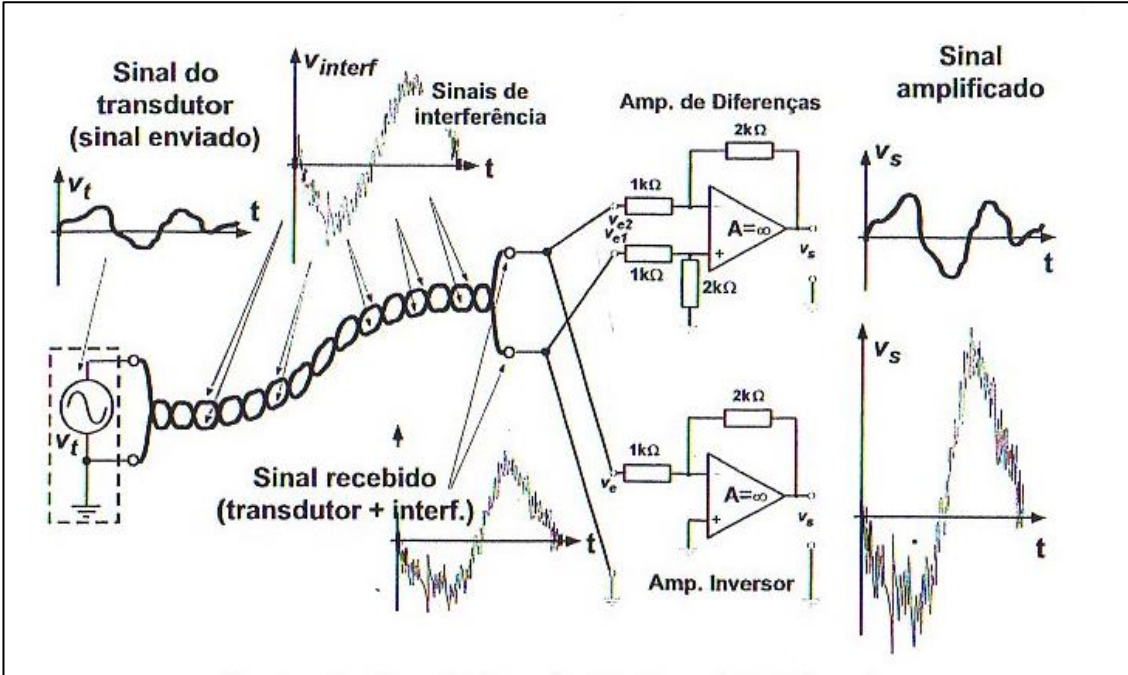 Sinal do
transdutor
(sinal enviado)
v_t
t
v_interf
Sinais de
interferência
t
Amp. de Diferenças
2kΩ
1kΩ
v_e2
v_e1
1kΩ
2kΩ
-
+
A=∞
v_s
Sinal
amplificado
v_s
t
v_t
Sinal recebido
(transdutor + interf.)
t
2kΩ
1kΩ
v_e
-
+
A=∞
v_s
Amp. Inversor
v_s
t